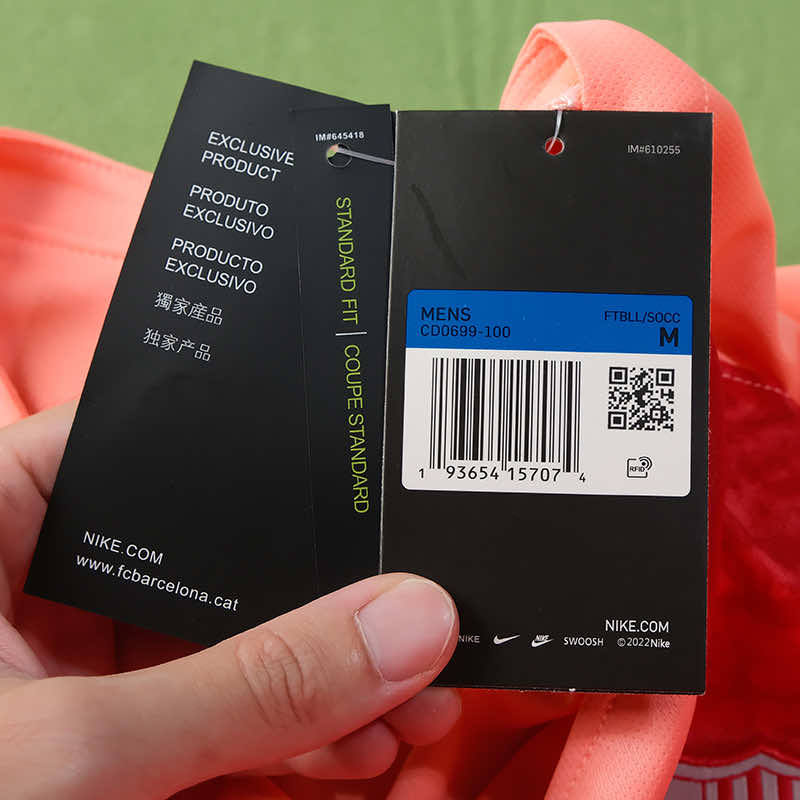 EXCLUSIVE
PRODUCT
PRODUTO
EXCLUSIVO
PRODUCTO
EXCLUSIVO
獨家産品
独家产品
NIKE.COM
www.fcbarcelona.cat
IM#645418
STANDARD FIT | COUPE STANDARD
IM#610255
MENS
CD0699-100
FTBLL/SOCC
M
1 93654 15707 4
RFID
NIKE.COM
NIKE NIKE SWOOSH ©2022Nike